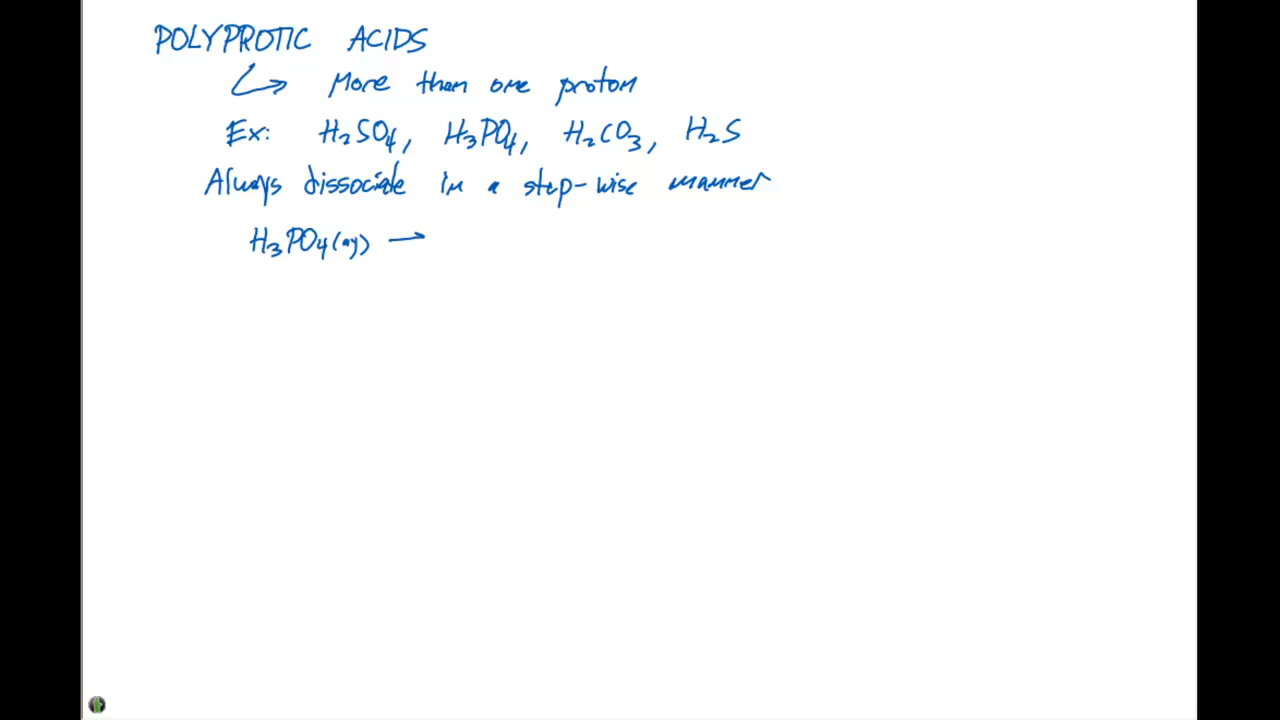 POLYPROTIC ACIDS
↳ More than one proton
Ex: H₂SO₄, H₃PO₄, H₂CO₃, H₂S
Always dissociate in a step-wise manner
H₃PO₄(aq) →